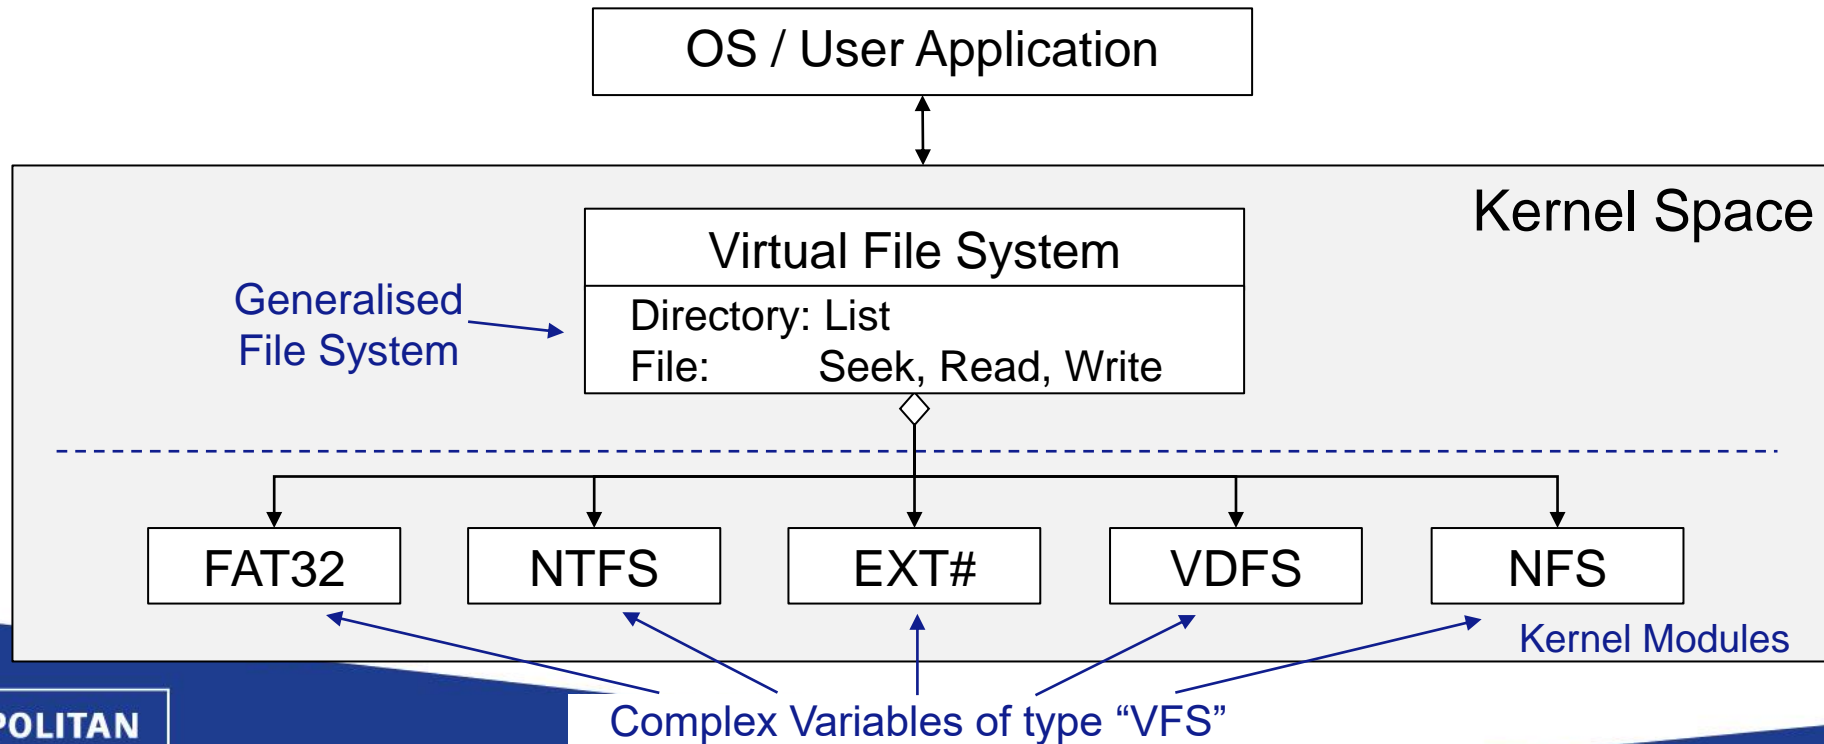 OS / User Application
Kernel Space
Virtual File System
Generalised
File System
Directory: List
File: Seek, Read, Write
FAT32
NTFS
EXT#
VDFS
NFS
Kernel Modules
Complex Variables of type “VFS”
POLITAN